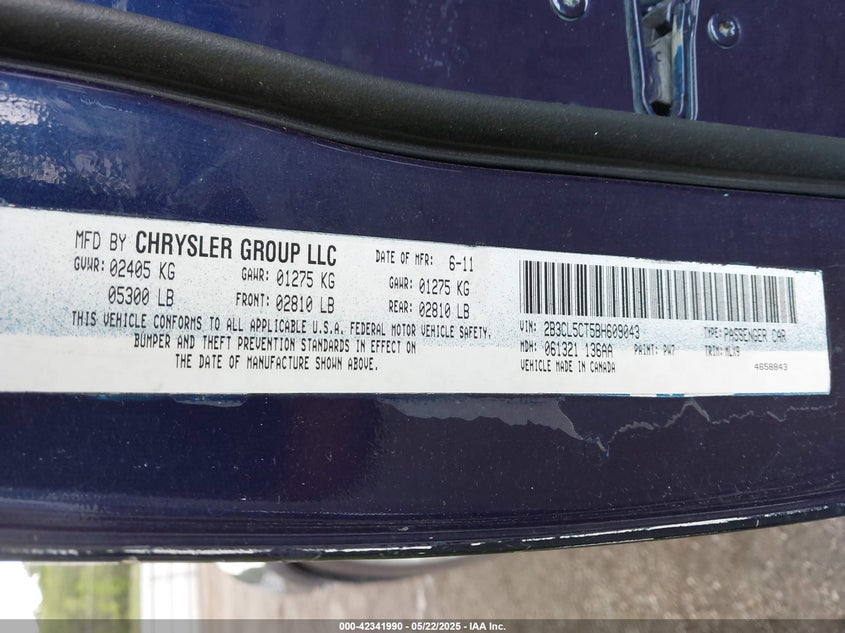 MFD BY CHRYSLER GROUP LLC DATE OF MFR: 6-11
GVWR: 02405 KG GAWR: 01275 KG GAWR: 01275 KG
05300 LB FRONT: 02810 LB REAR: 02810 LB
THIS VEHICLE CONFORMS TO ALL APPLICABLE U.S.A. FEDERAL MOTOR VEHICLE SAFETY,
BUMPER AND THEFT PREVENTION STANDARDS IN EFFECT ON
THE DATE OF MANUFACTURE SHOWN ABOVE.
VIN: 2B3CL5CT5BH609043 TYPE: PASSENGER CAR
MDH: 061321 136AA PAINT: PW7 TRIM: MLX9
VEHICLE MADE IN CANADA 4658843
000-42341990 - 05/22/2025 - IAA Inc.